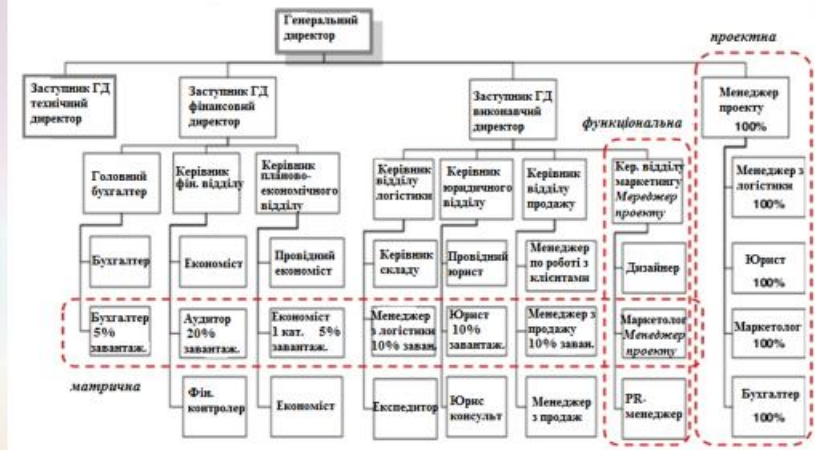 Генеральний
директор
проектна
Заступник ГД
технічний
директор
Заступник ГД
фінансовий
директор
Заступник ГД
виконавчий
директор
Менеджер
проекту
100%
функціональна
Головний
бухгалтер
Керівник
фін. відділу
Керівник
планово-
економічного
відділу
Керівник
відділу
логістики
Керівник
юридичного
відділу
Керівник
відділу
продажу
Кер. відділу
маркетингу
Мереджер
проекту
Менеджер з
логістики
100%
Бухгалтер
Економіст
Провідний
економіст
Керівник
складу
Провідний
юрист
Менеджер
по роботі з
клієнтами
Дизайнер
Юрист
100%
Бухгалтер
5%
завантаж.
Аудитор
20%
завантаж.
Економіст
1 кат. 5%
завантаж.
Менеджер
з логістики
10% заван.
Юрист
10%
завантаж.
Менеджер з
продажу
10% заван.
Маркетолог
Менеджер
проекту
Маркетолог
100%
матрична
Фін.
контролер
Економіст
Експедитор
Юрис
консульт
Менеджер
з продаж
PR-
менеджер
Бухгалтер
100%